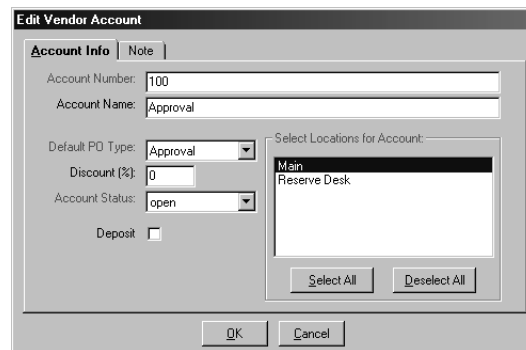 Edit Vendor Account
Account Info
Note
Account Number: 100
Account Name: Approval
Default PO Type: Approval
Discount (%): 0
Account Status: open
Deposit
Select Locations for Account:
Main
Reserve Desk
Select All
Deselect All
OK
Cancel